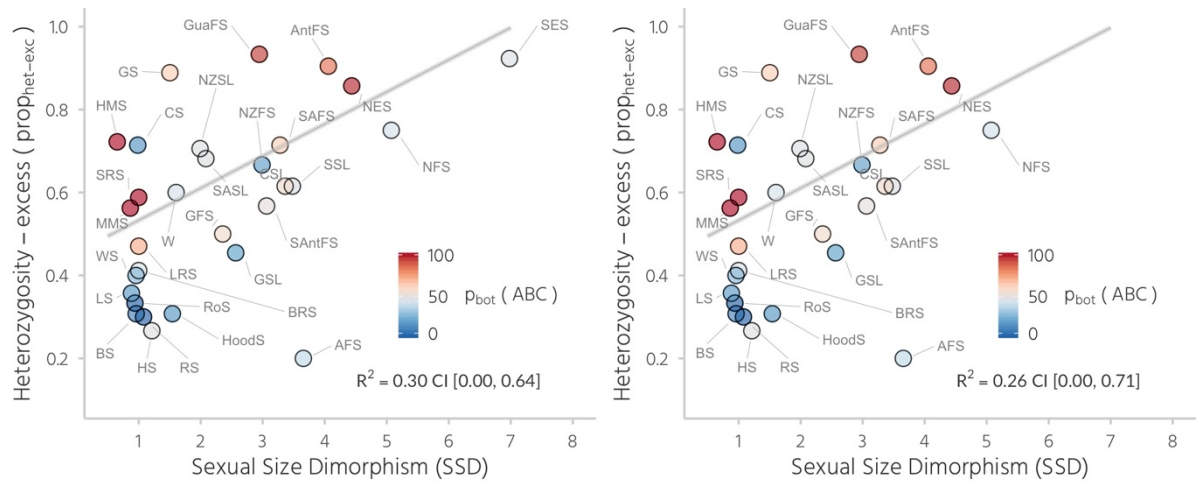 1.0
0.8
0.6
0.4
0.2
Heterozygosity – excess ( prop het−exc )
GuaFS
AntFS
SES
GS
NZSL
HMS
CS
NZFS
SAFS
NES
NFS
SRS
CSL
SSL
SASL
MMS
W
GFS
SAntFS
WS
LRS
GSL
LS
RoS
BRS
BS
HoodS
HS
RS
AFS
100
50
0
p bot ( ABC )
R² = 0.30 CI [0.00, 0.64]
1 2 3 4 5 6 7 8
Sexual Size Dimorphism (SSD)
1.0
0.8
0.6
0.4
0.2
Heterozygosity – excess ( prop het−exc )
GuaFS
AntFS
GS
NZSL
HMS
CS
NZFS
SAFS
NES
NFS
SRS
CSL
SSL
SASL
MMS
W
GFS
SAntFS
WS
LRS
GSL
LS
RoS
BRS
BS
HoodS
HS
RS
AFS
100
50
0
p bot ( ABC )
R² = 0.26 CI [0.00, 0.71]
1 2 3 4 5 6 7 8
Sexual Size Dimorphism (SSD)